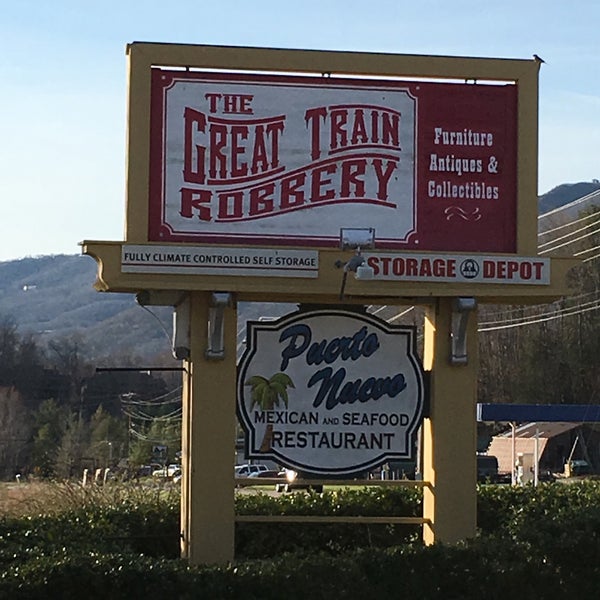 THE
GREAT TRAIN
ROBBERY
Furniture
Antiques &
Collectibles
FULLY CLIMATE CONTROLLED SELF STORAGE
STORAGE DEPOT
Puerto
Nuevo
MEXICAN AND SEAFOOD
RESTAURANT